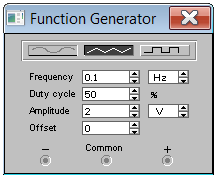 Function Generator
Frequency 0.1 Hz
Duty cycle 50 %
Amplitude 2 V
Offset 0
− Common +